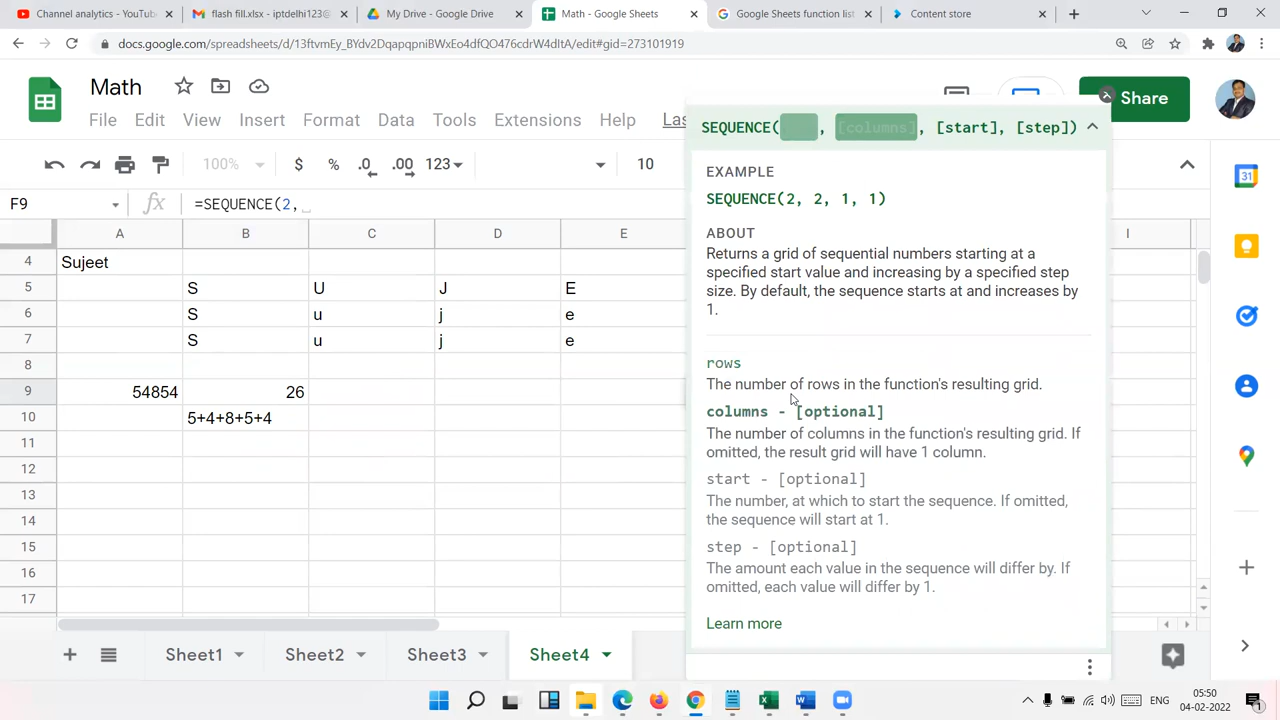 Channel analytics - YouTube
flash fill.xlsx - iptdelhi123@
My Drive - Google Drive
Math - Google Sheets
Google Sheets function list
Content store
docs.google.com/spreadsheets/d/13ftvmEy_BYdv2DqapqpniBWxEo4dfQO476cdrW4dItA/edit#gid=273101919
Math
Share
File Edit View Insert Format Data Tools Extensions Help
100% $ % .0 .00 123 10
F9 fx =SEQUENCE(2,
SEQUENCE( , [columns], [start], [step])
EXAMPLE
SEQUENCE(2, 2, 1, 1)
ABOUT
Returns a grid of sequential numbers starting at a
specified start value and increasing by a specified step
size. By default, the sequence starts at and increases by
1.
rows
The number of rows in the function's resulting grid.
columns - [optional]
The number of columns in the function's resulting grid. If
omitted, the result grid will have 1 column.
start - [optional]
The number, at which to start the sequence. If omitted,
the sequence will start at 1.
step - [optional]
The amount each value in the sequence will differ by. If
omitted, each value will differ by 1.
Learn more
A B C D E I
4 Sujeet
5 S U J E
6 S u j e
7 S u j e
8
9 54854 26
10 5+4+8+5+4
11
12
13
14
15
16
17
Sheet1 Sheet2 Sheet3 Sheet4
31
ENG
05:50
04-02-2022
1